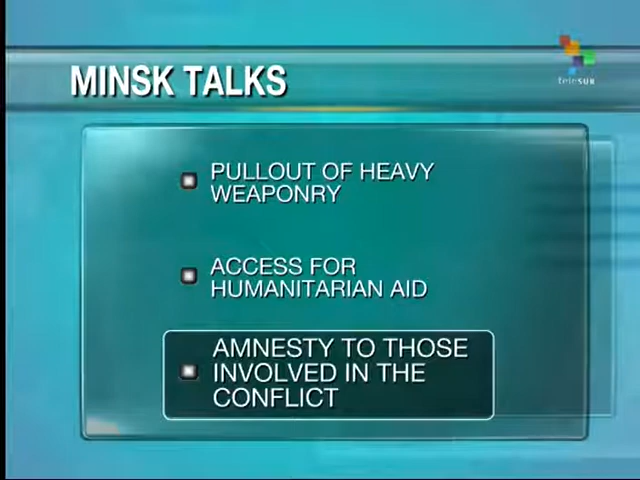 MINSK TALKS
telesur
PULLOUT OF HEAVY
WEAPONRY
ACCESS FOR
HUMANITARIAN AID
AMNESTY TO THOSE
INVOLVED IN THE
CONFLICT